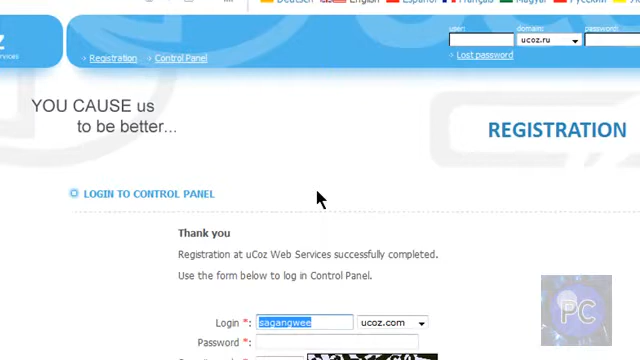 Deutsch English Español Français Magyar Русский
user: domain: password:
ucoz.ru
Services
Registration Control Panel Lost password
YOU CAUSE us
to be better...
REGISTRATION
LOGIN TO CONTROL PANEL
Thank you
Registration at uCoz Web Services successfully completed.
Use the form below to log in Control Panel.
Login *: sagangwee ucoz.com
Password *:
PC